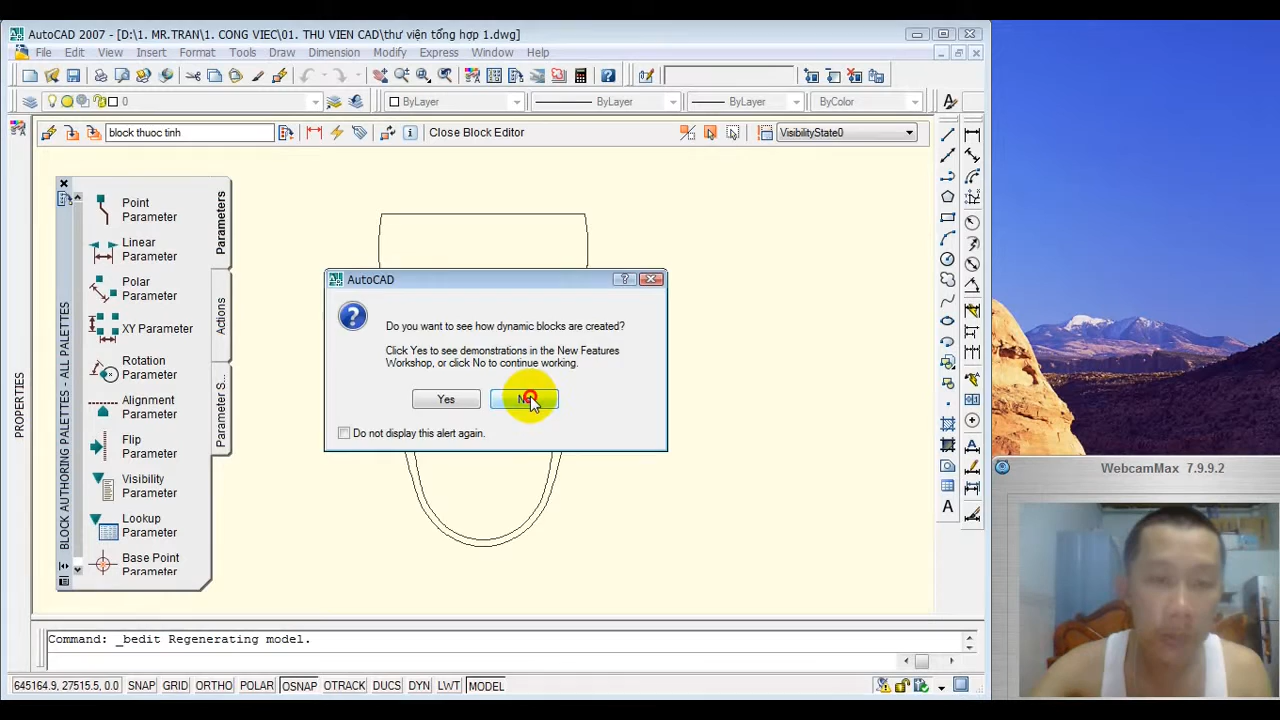 AutoCAD 2007 - [D:\1. MR.TRAN\1. CONG VIEC\01. THU VIEN CAD\thư viện tổng hợp 1.dwg]
File Edit View Insert Format Tools Draw Dimension Modify Express Window Help
0 ByLayer ByLayer ByLayer ByColor
block thuoc tinh Close Block Editor VisibilityState0
Point
Parameter
Linear
Parameter
Polar
Parameter
XY Parameter
Rotation
Parameter
Alignment
Parameter
Flip
Parameter
Visibility
Parameter
Lookup
Parameter
Base Point
Parameter
Parameters
Actions
Parameter S...
BLOCK AUTHORING PALETTES - ALL PALETTES
PROPERTIES
AutoCAD
Do you want to see how dynamic blocks are created?
Click Yes to see demonstrations in the New Features
Workshop, or click No to continue working.
Yes
Do not display this alert again.
WebcamMax 7.9.9.2
Command: _bedit Regenerating model.
645164.9, 27515.5, 0.0 SNAP GRID ORTHO POLAR OSNAP OTRACK DUCS DYN LWT MODEL